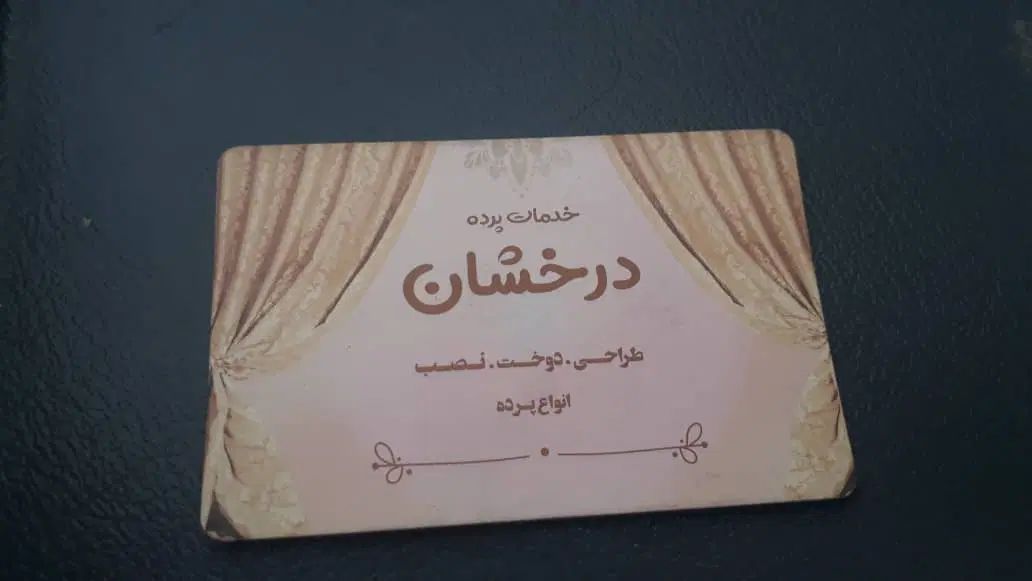 خدمات پرده
درخشان
طراحی . دوخت . نصب
انواع پرده